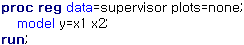 proc reg data=supervisor plots=none;
model y=x1 x2;
run;